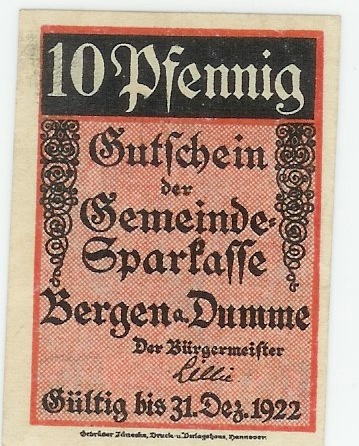 10 Pfennig
Gutschein
der
Gemeinde-
Sparkasse
Bergen a. Dumme
Der Bürgermeister
Gültig bis 31. Dez. 1922
Gebrüder Jänecke, Druck- u. Verlagshaus, Hannover.